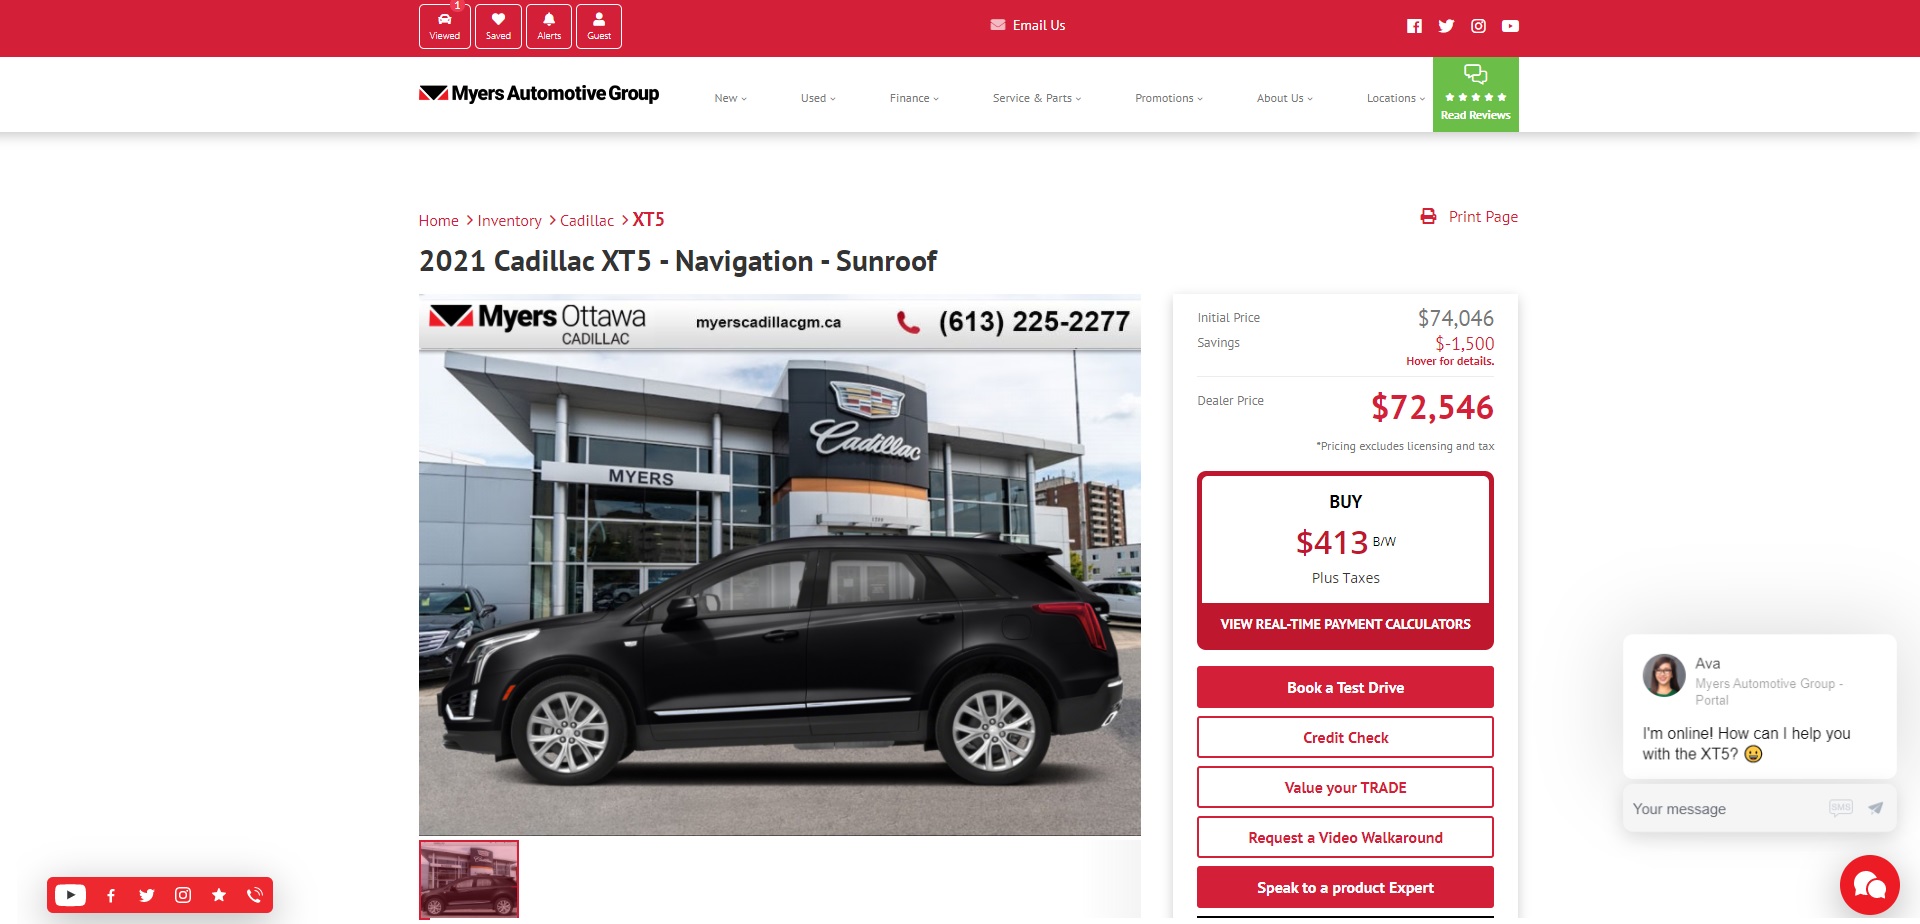 1
Viewed
Saved
Alerts
Guest
Email Us
Myers Automotive Group
New
Used
Finance
Service & Parts
Promotions
About Us
Locations
Read Reviews
Home
Inventory
Cadillac
XT5
Print Page
2021 Cadillac XT5 - Navigation - Sunroof
Myers Ottawa
CADILLAC
myerscadillacgm.ca
(613) 225-2277
Cadillac
MYERS
Initial Price
$74,046
Savings
$-1,500
Hover for details.
Dealer Price
$72,546
*Pricing excludes licensing and tax
BUY
$413 B/W
Plus Taxes
VIEW REAL-TIME PAYMENT CALCULATORS
Book a Test Drive
Credit Check
Value your TRADE
Request a Video Walkaround
Speak to a product Expert
Ava
Myers Automotive Group -
Portal
I'm online! How can I help you
with the XT5?
Your message
SMS